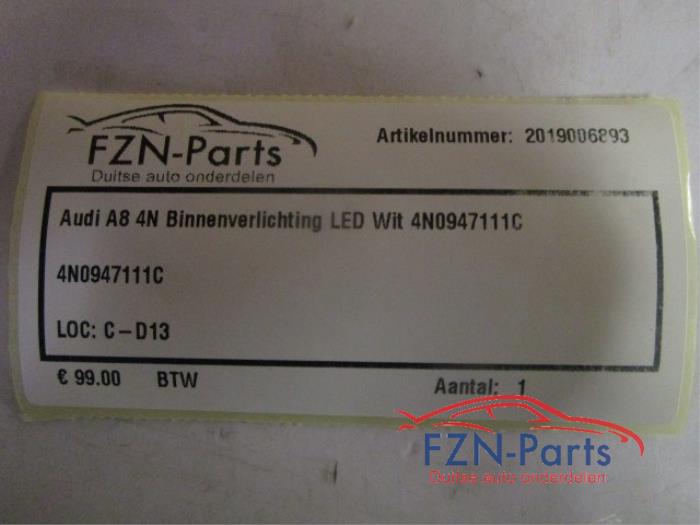 FZN-Parts
Duitse auto onderdelen
Artikelnummer: 2019006893
Audi A8 4N Binnenverlichting LED Wit 4N0947111C
4N0947111C
LOC: C-D13
€ 99.00 BTW Aantal: 1
FZN-Parts
Duitse auto onderdelen